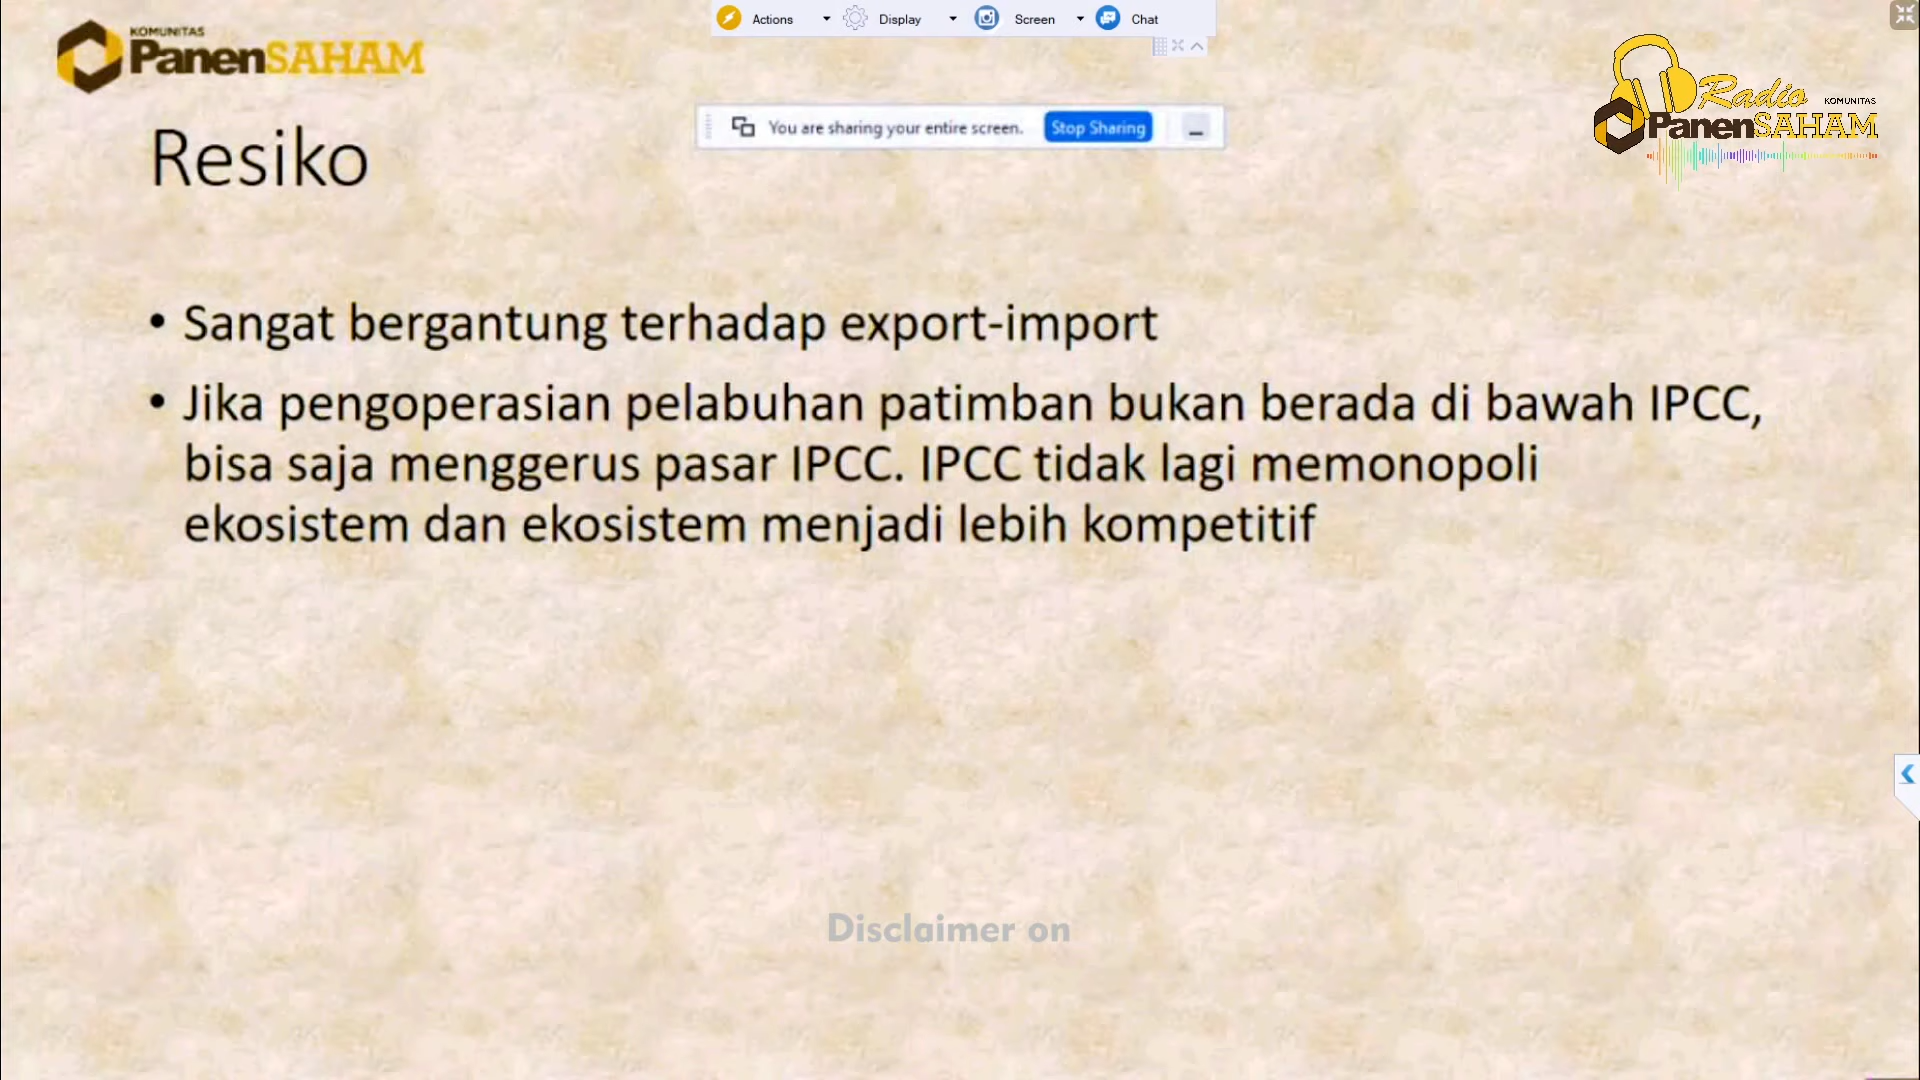 Actions
Display
Screen
Chat
KOMUNITAS
PanenSAHAM
Radio
KOMUNITAS
PanenSAHAM
You are sharing your entire screen.
Stop Sharing
Resiko
• Sangat bergantung terhadap export-import
• Jika pengoperasian pelabuhan patimban bukan berada di bawah IPCC,
bisa saja menggerus pasar IPCC. IPCC tidak lagi memonopoli
ekosistem dan ekosistem menjadi lebih kompetitif
Disclaimer on